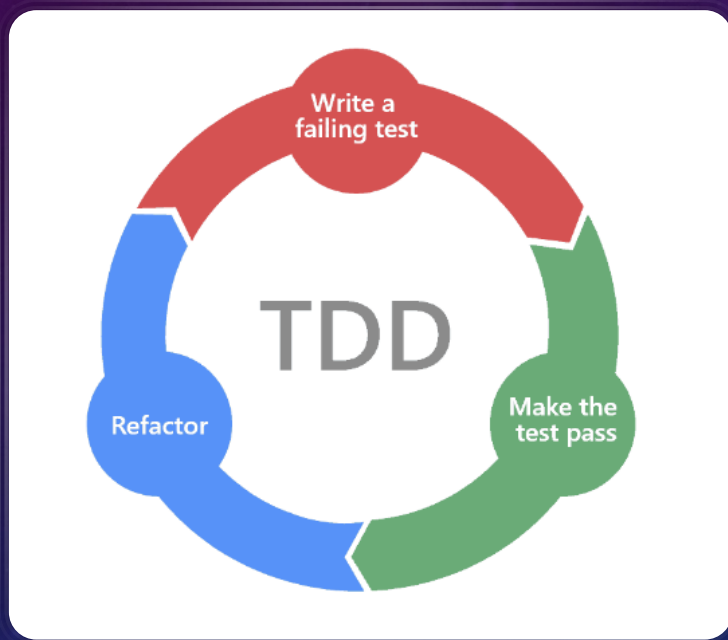 Write a
failing test
TDD
Make the
test pass
Refactor